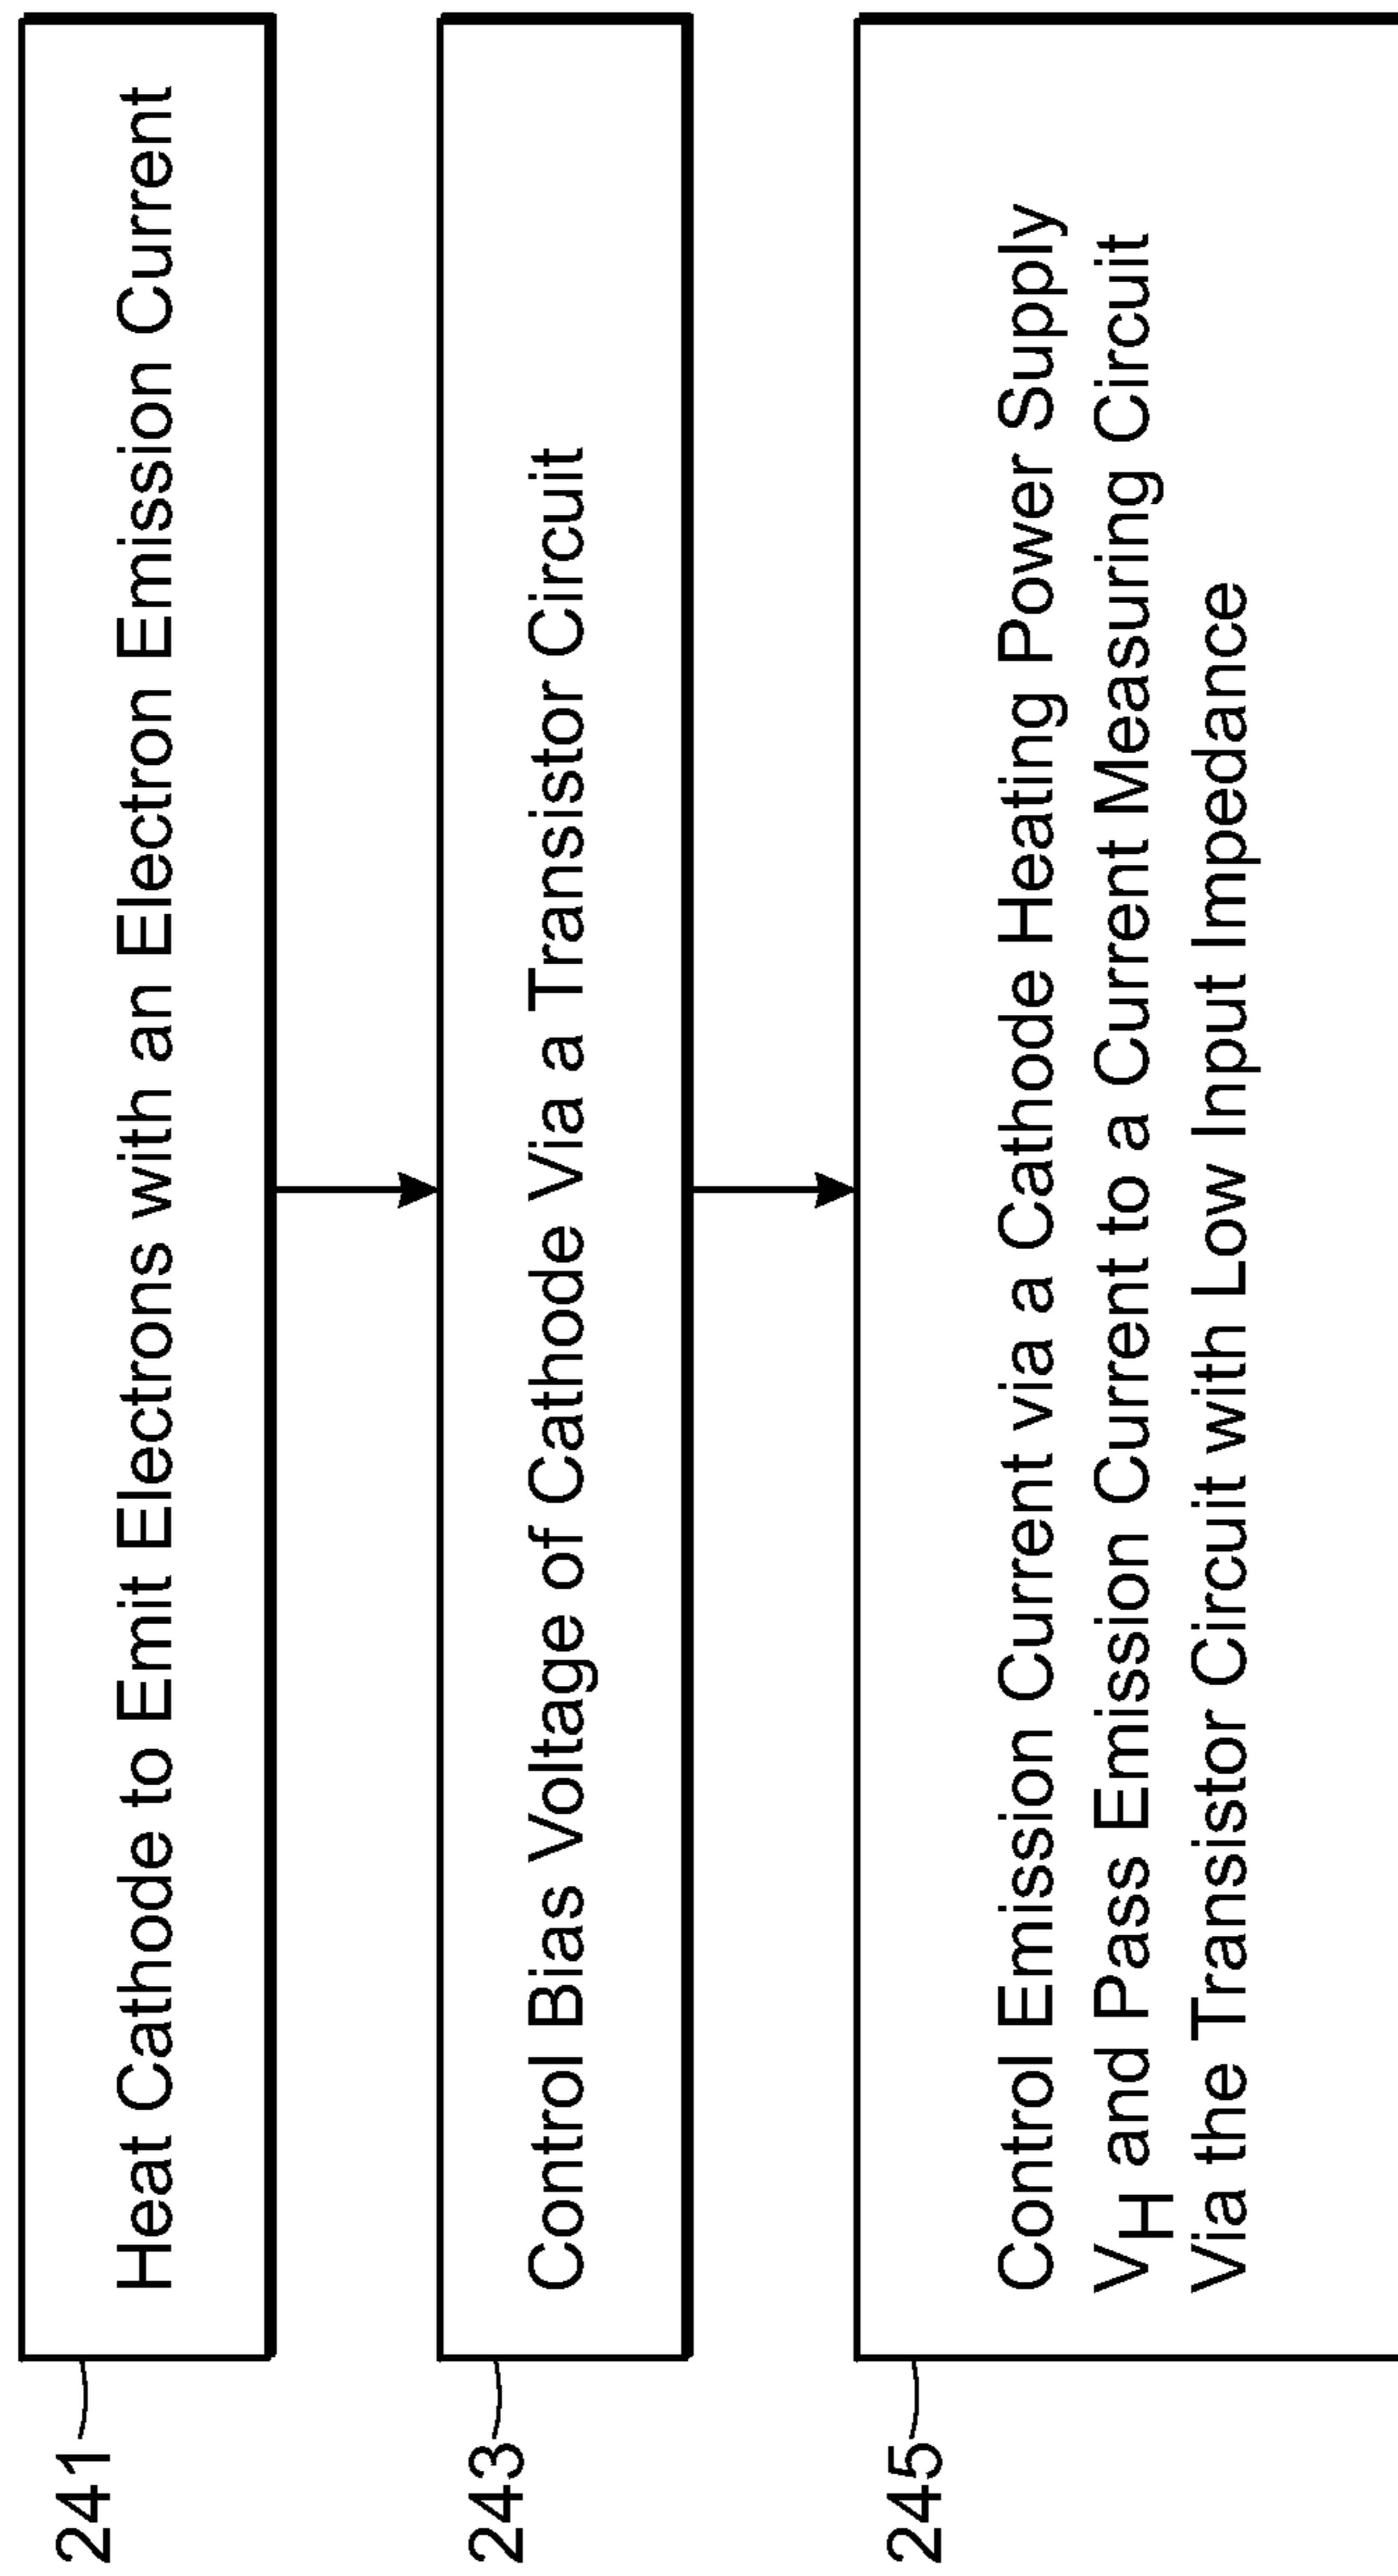 241
Heat Cathode to Emit Electrons with an Electron Emission Current
243
Control Bias Voltage of Cathode Via a Transistor Circuit
245
Control Emission Current via a Cathode Heating Power Supply
VH and Pass Emission Current to a Current Measuring Circuit
Via the Transistor Circuit with Low Input Impedance